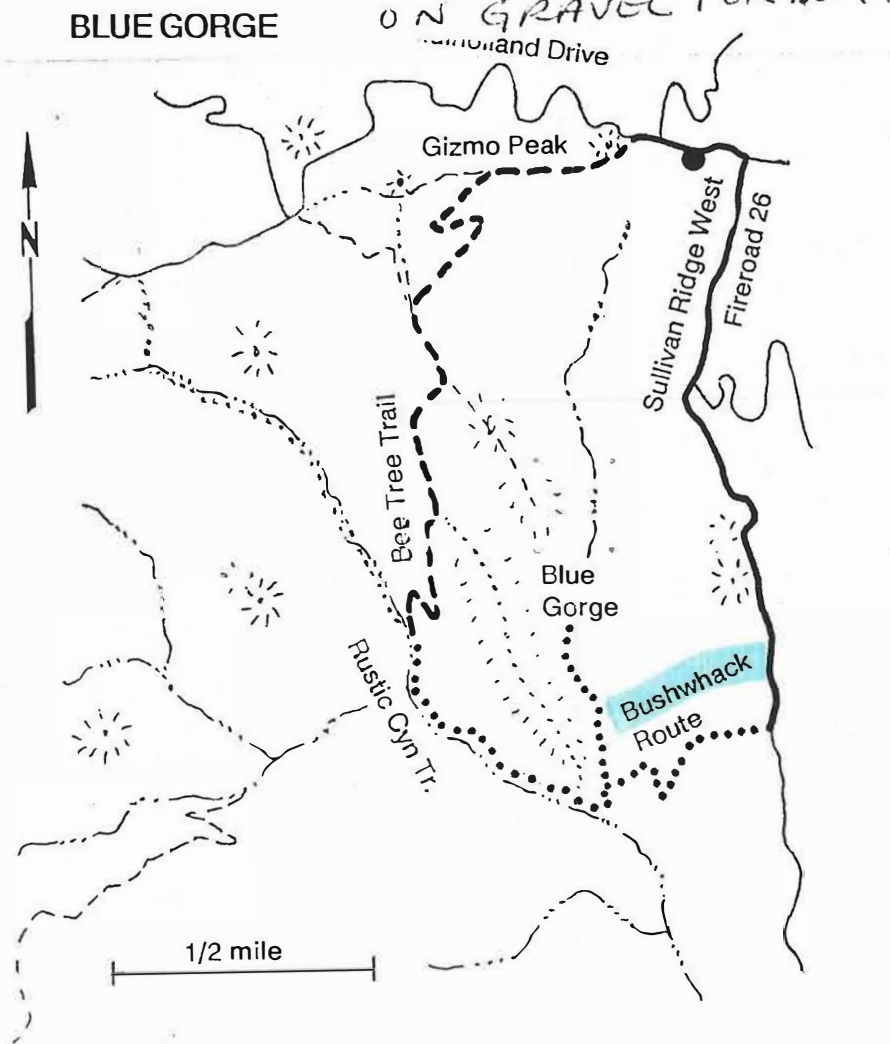 BLUE GORGE
ON GRAVEL
Drive
Gizmo Peak
N
Sullivan Ridge West
Fireroad 26
Bee Tree Trail
Blue
Gorge
Bushwhack
Route
Rustic Cyn Tr.
1/2 mile